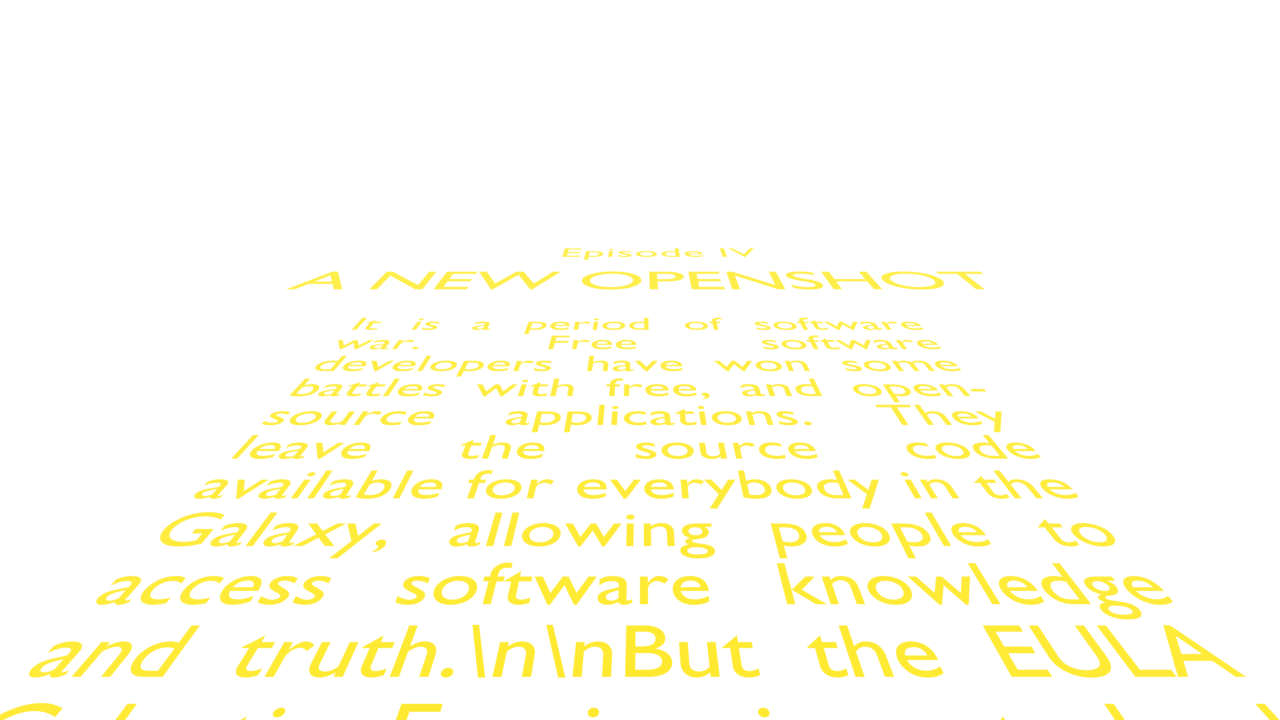 Episode IV
A NEW OPENSHOT
It is a period of software
war. Free software
developers have won some
battles with free, and open-
source applications. They
leave the source code
available for everybody in the
Galaxy, allowing people to
access software knowledge
and truth.\n\nBut the EULA